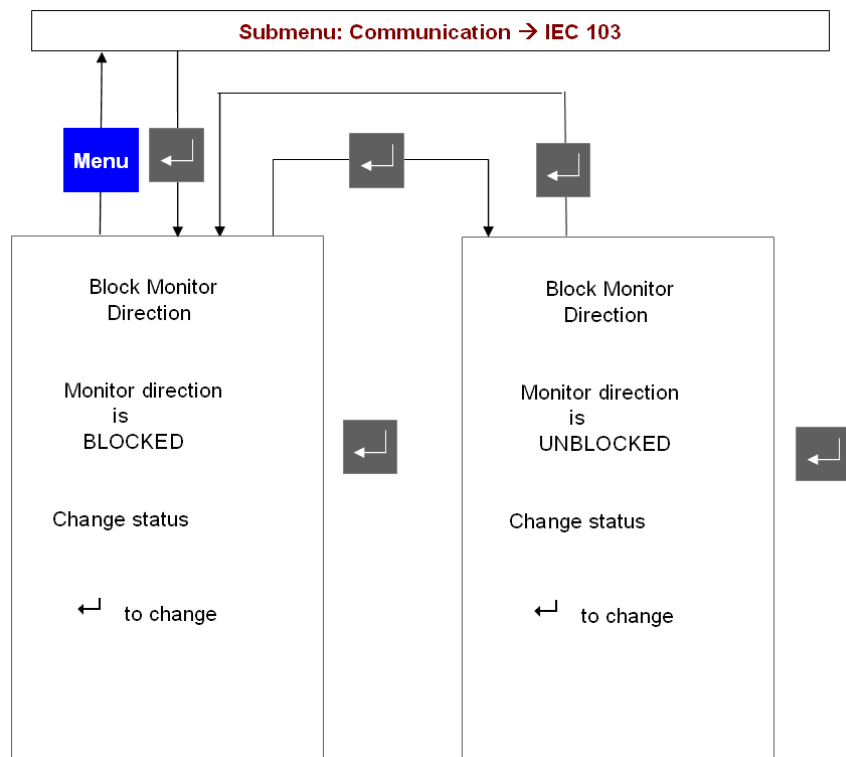 Submenu: Communication → IEC 103
Menu
Block Monitor
Direction
Monitor direction
is
BLOCKED
Change status
↵ to change
Block Monitor
Direction
Monitor direction
is
UNBLOCKED
Change status
↵ to change